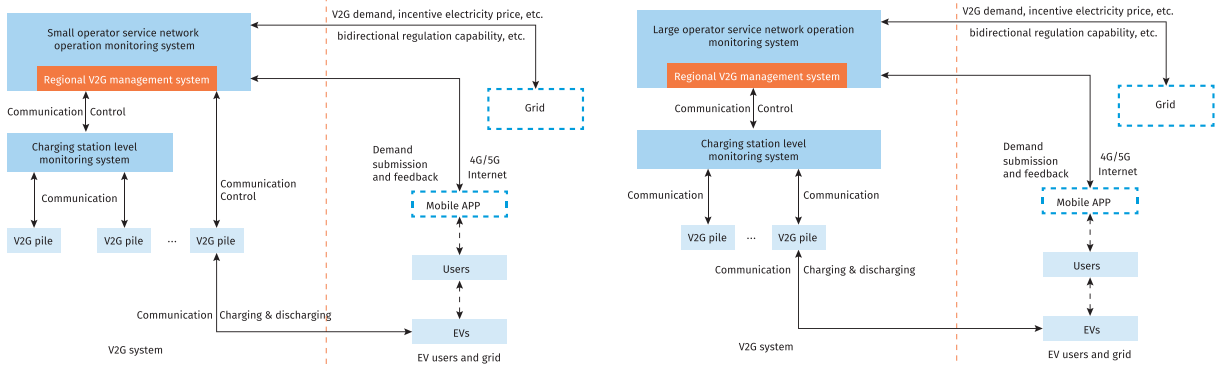 V2G demand, incentive electricity price, etc.
Small operator service network
operation monitoring system
bidirectional regulation capability, etc.
Regional V2G management system
Grid
Communication
Control
Charging station level
monitoring system
Demand
submission
and feedback
4G/5G
Internet
Communication
Communication
Control
Mobile APP
V2G pile
V2G pile
...
V2G pile
Users
Communication
Charging & discharging
EVs
V2G system
EV users and grid
V2G demand, incentive electricity price, etc.
Large operator service network operation
monitoring system
bidirectional regulation capability, etc.
Regional V2G management system
Grid
Communication
Control
Charging station level
monitoring system
Demand
submission
and feedback
4G/5G
Internet
Communication
Communication
Mobile APP
V2G pile
...
V2G pile
Communication
Charging & discharging
Users
EVs
V2G system
EV users and grid